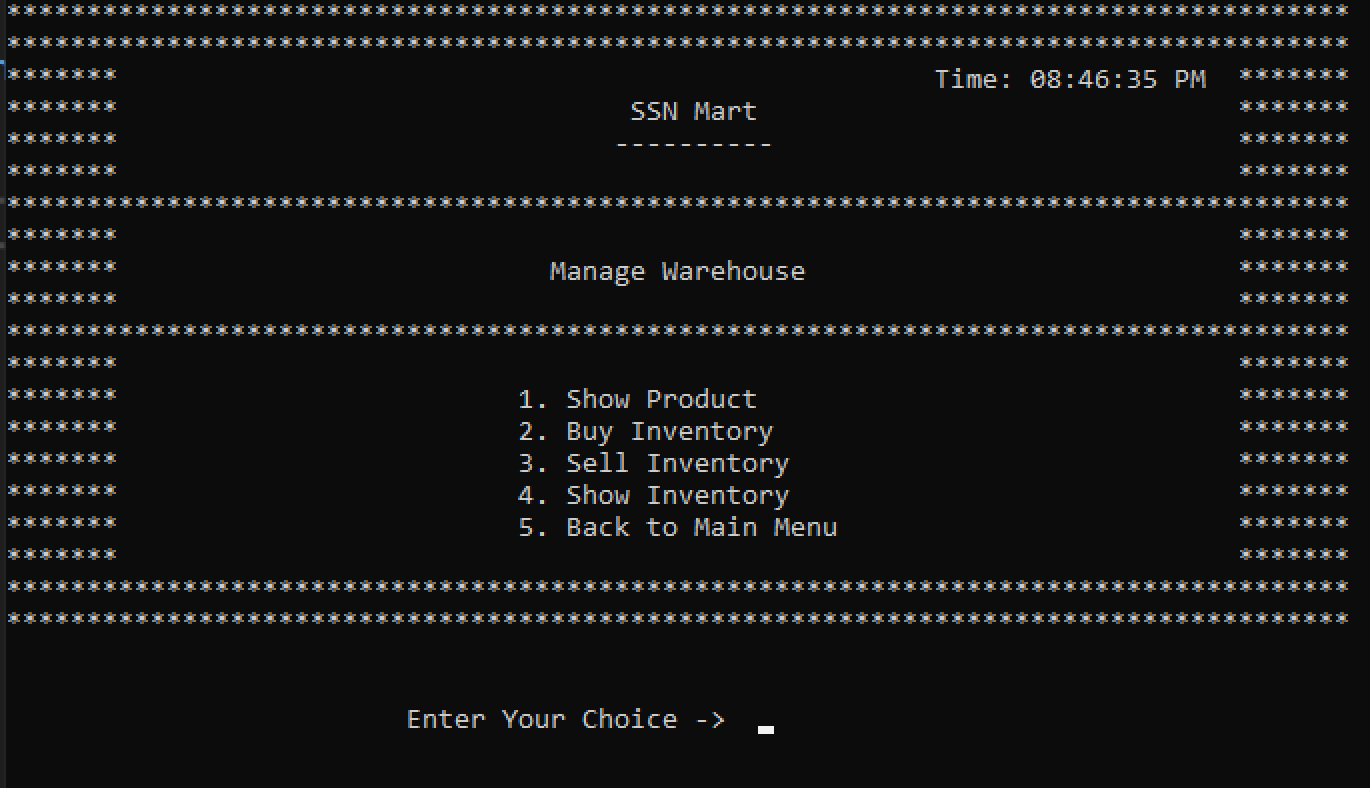 ************************************************************************************
************************************************************************************
******* Time: 08:46:35 PM *******
******* SSN Mart *******
******* ---------- *******
******* *******
************************************************************************************
******* *******
******* Manage Warehouse *******
******* *******
************************************************************************************
******* *******
******* 1. Show Product *******
******* 2. Buy Inventory *******
******* 3. Sell Inventory *******
******* 4. Show Inventory *******
******* 5. Back to Main Menu *******
******* *******
************************************************************************************
************************************************************************************
Enter Your Choice -> _